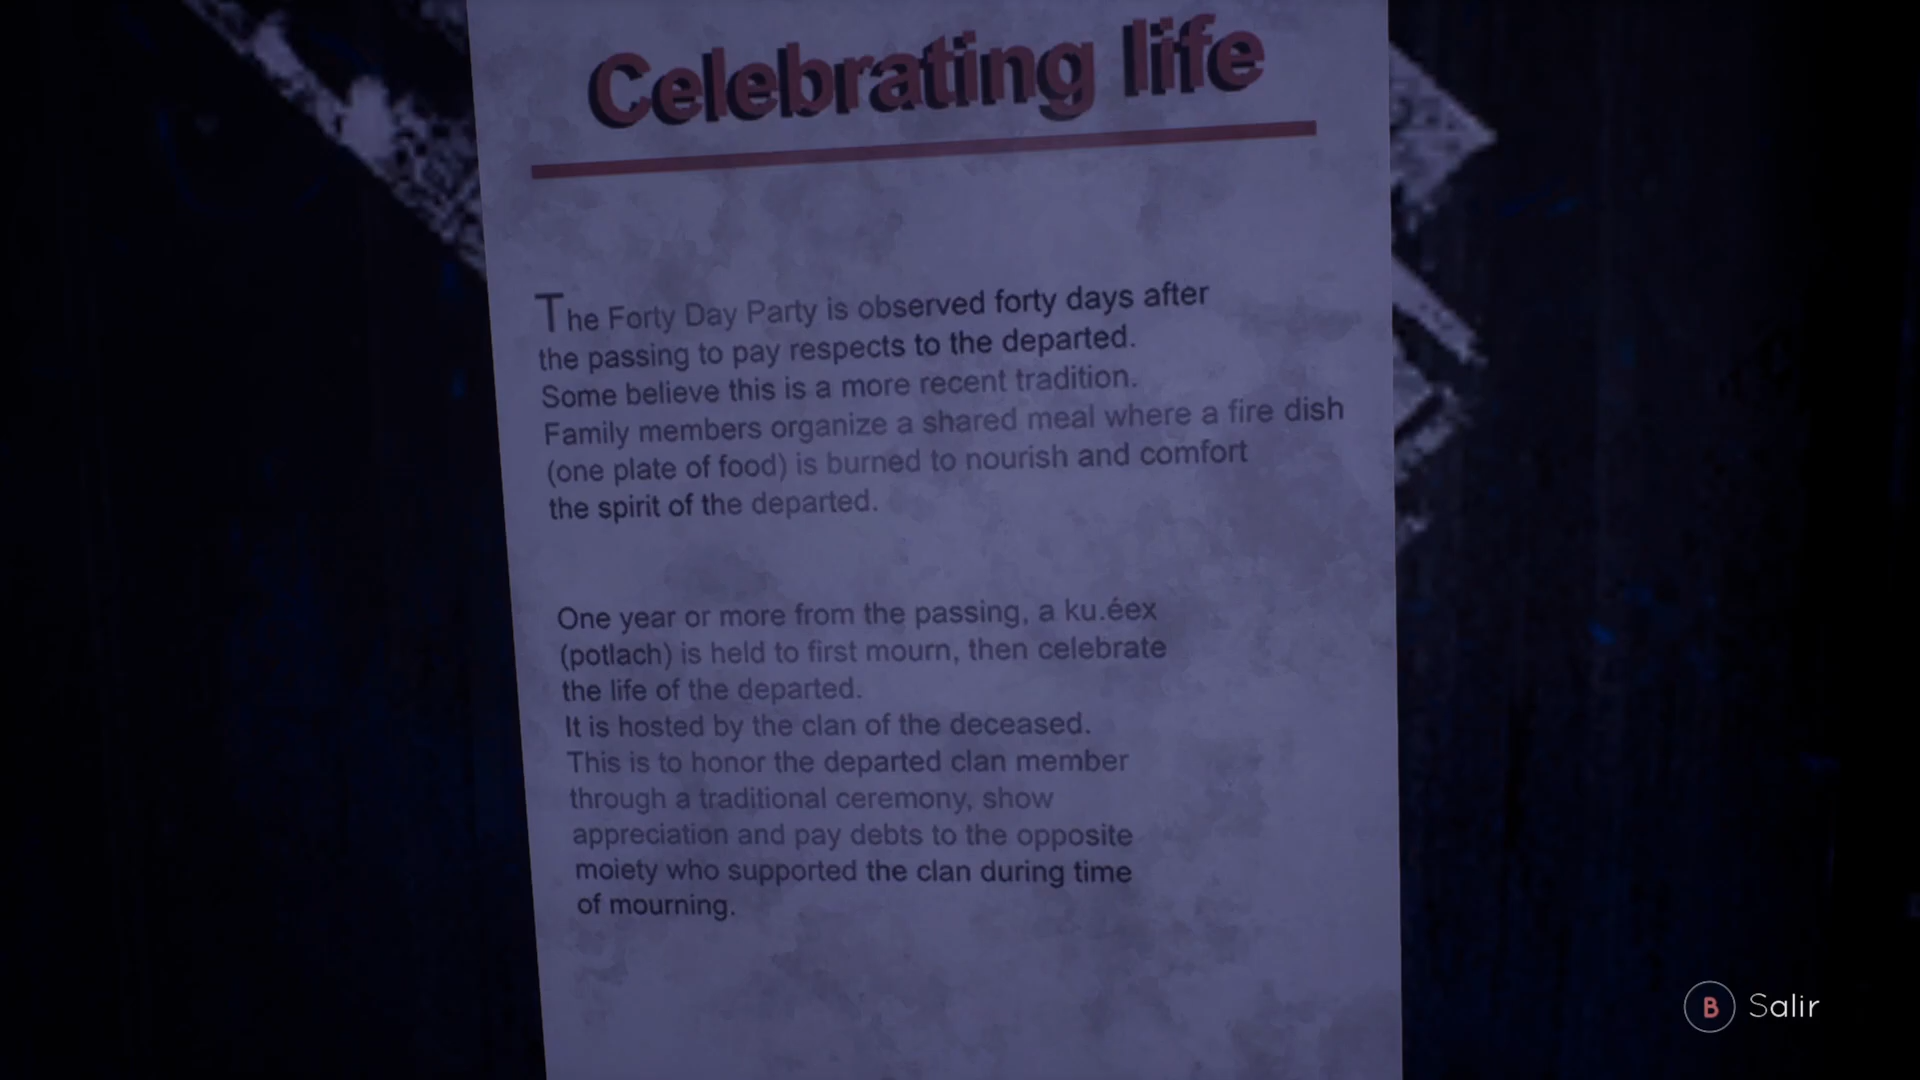 Celebrating life
The Forty Day Party is observed forty days after
the passing to pay respects to the departed.
Some believe this is a more recent tradition.
Family members organize a shared meal where a fire dish
(one plate of food) is burned to nourish and comfort
the spirit of the departed.
One year or more from the passing, a ku.éex
(potlach) is held to first mourn, then celebrate
the life of the departed.
It is hosted by the clan of the deceased.
This is to honor the departed clan member
through a traditional ceremony, show
appreciation and pay debts to the opposite
moiety who supported the clan during time
of mourning.
B Salir